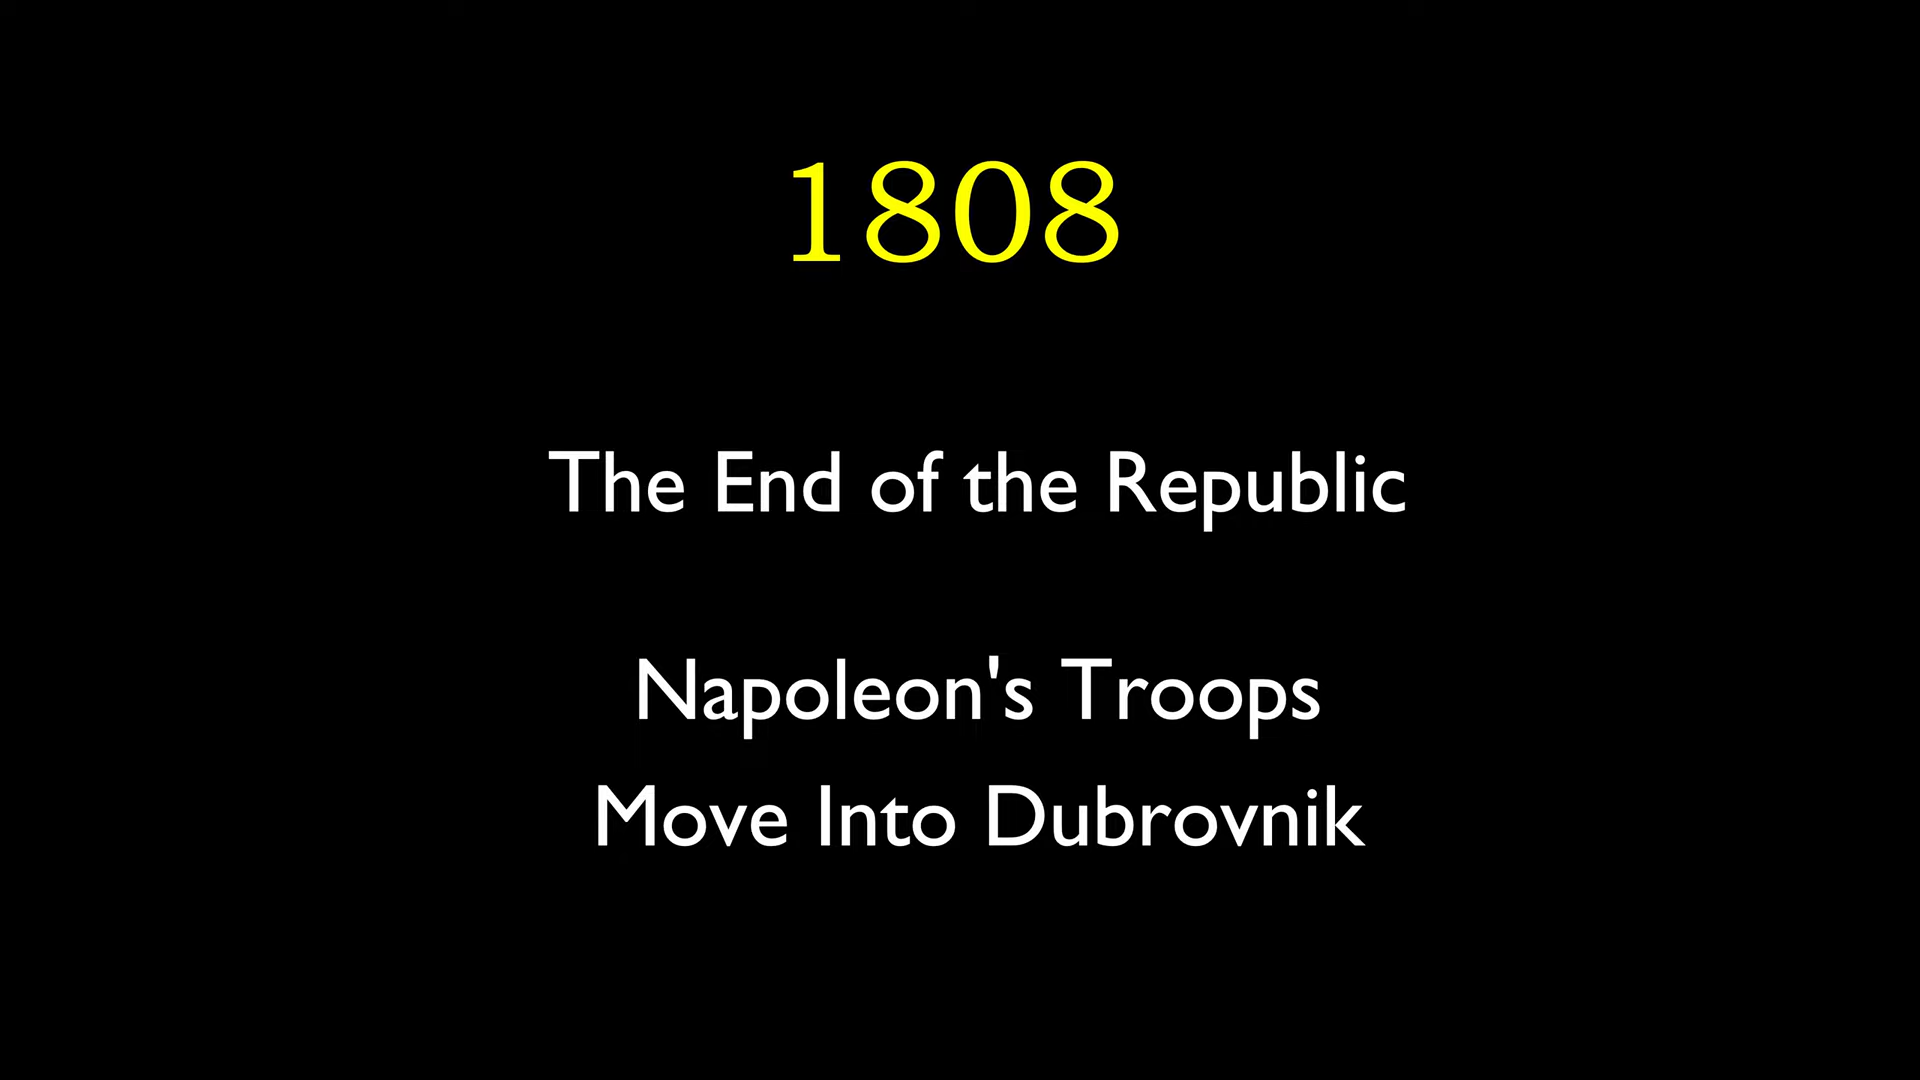 1808
The End of the Republic
Napoleon's Troops
Move Into Dubrovnik